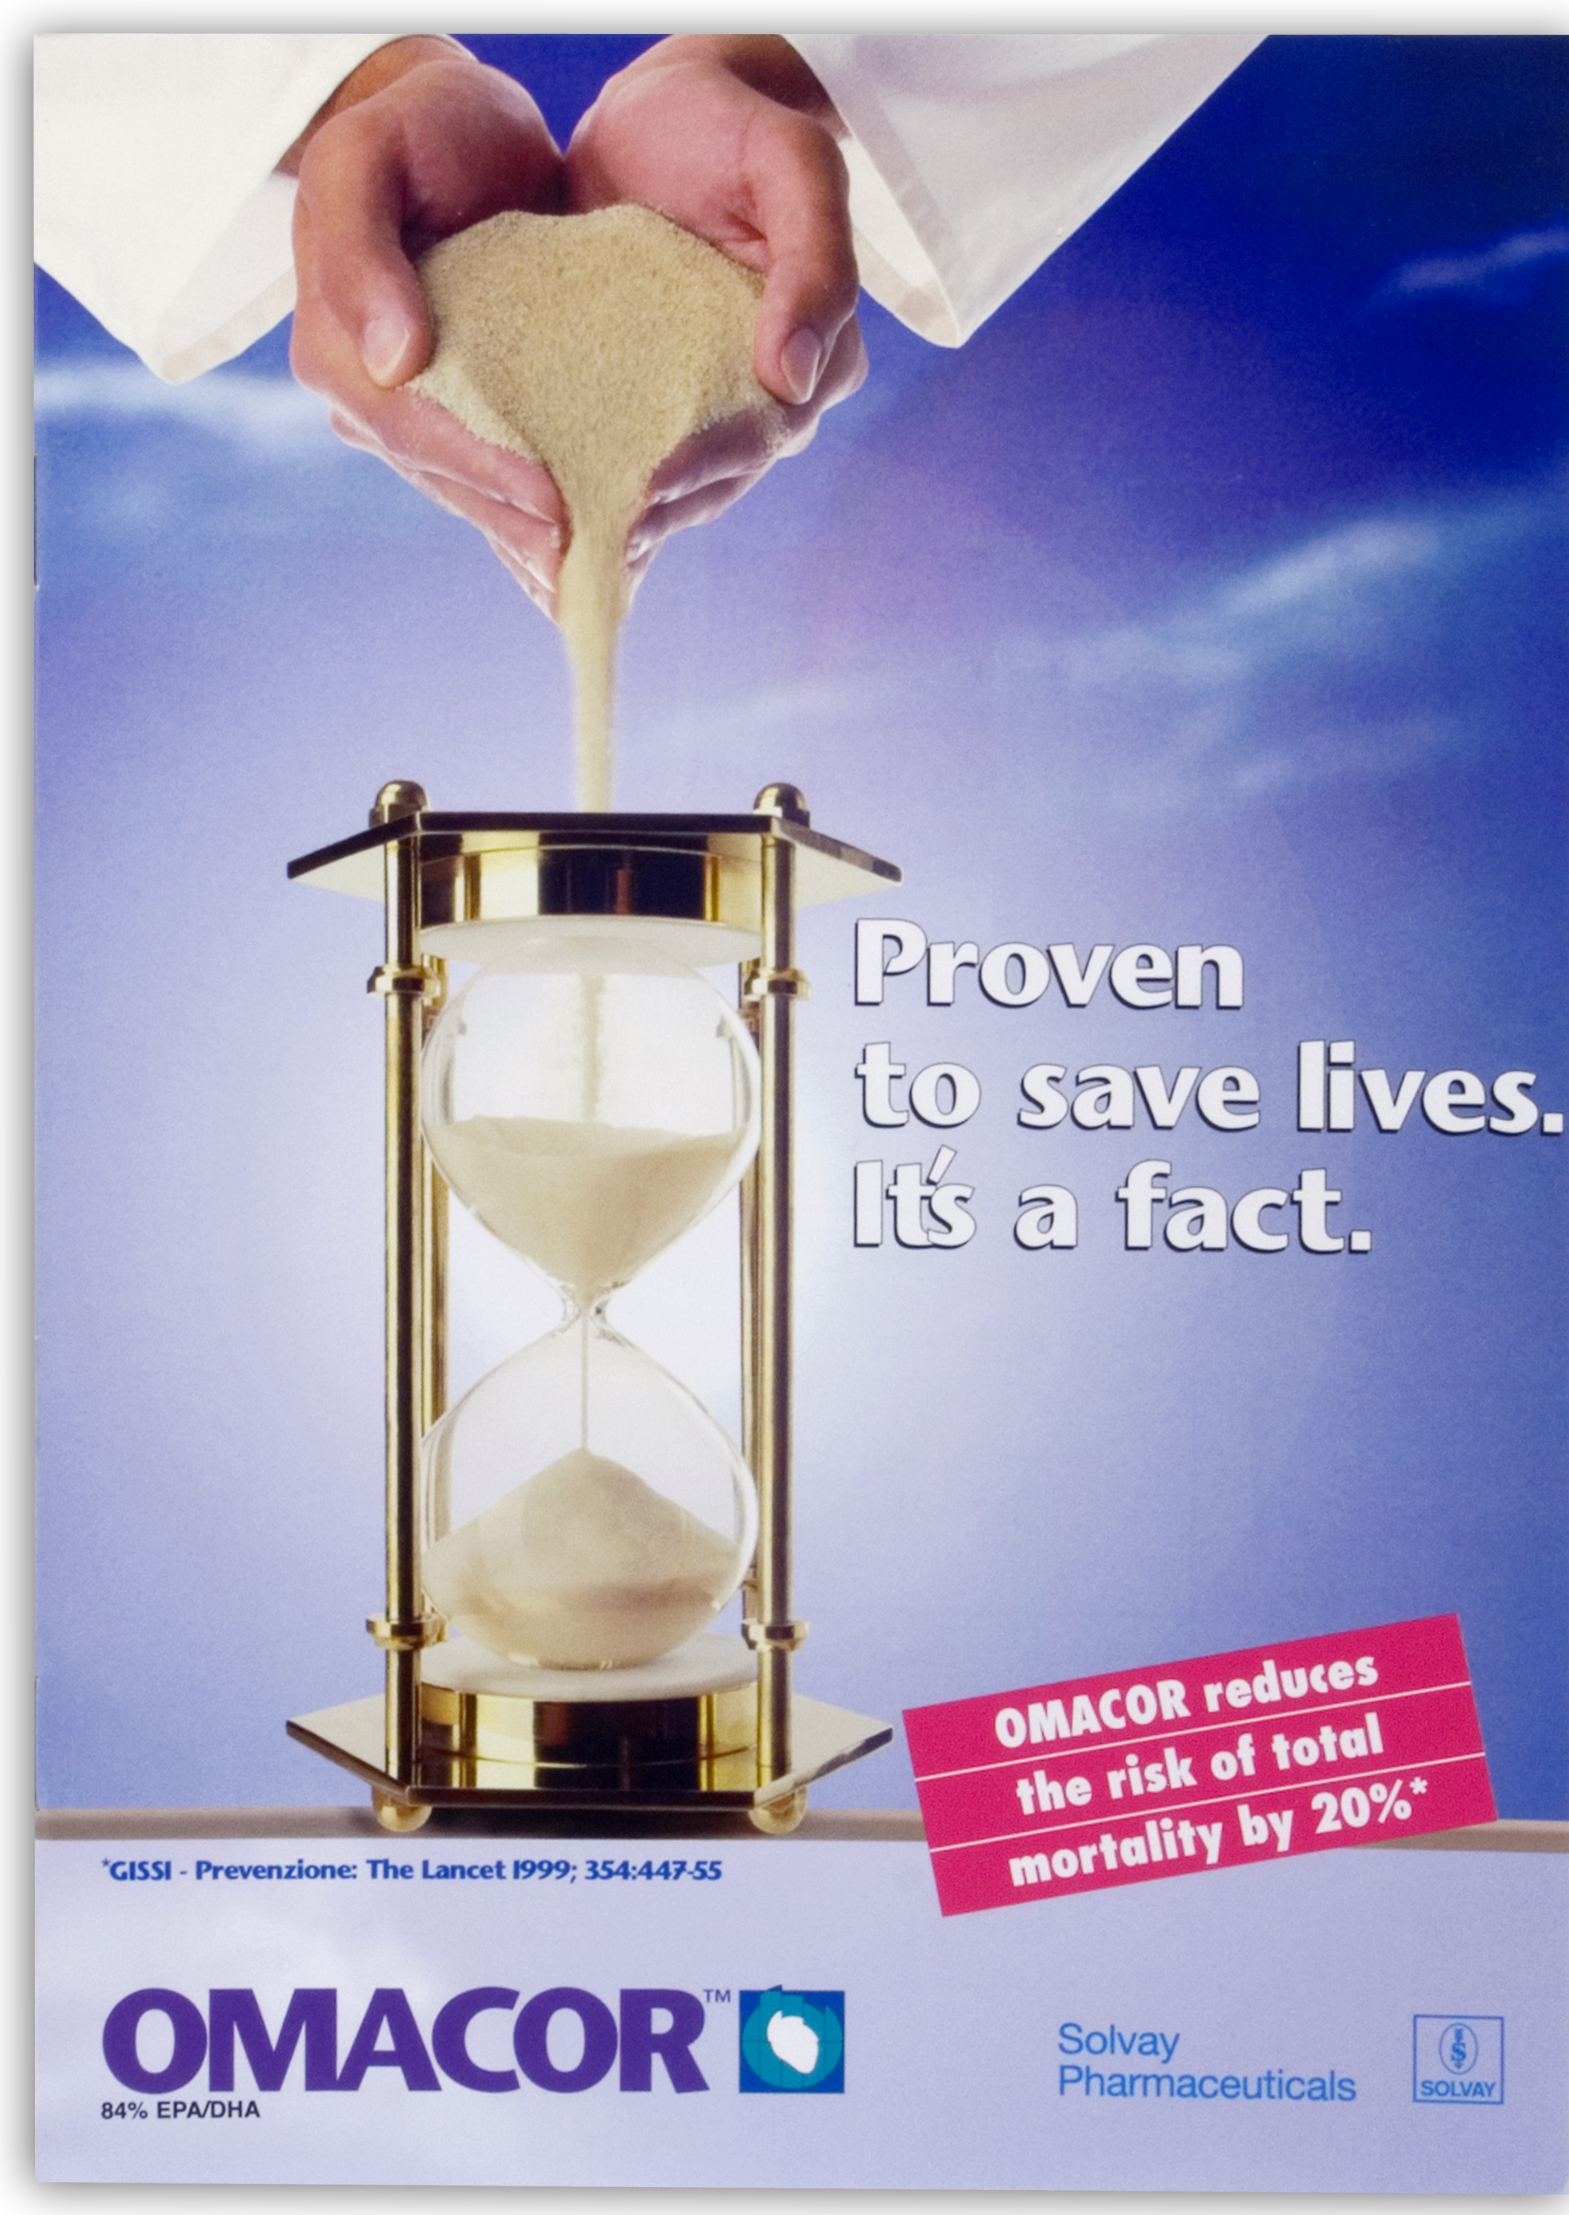 Proven
to save lives.
It's a fact.
OMACOR reduces
the risk of total
mortality by 20%*
*GISSI - Prevenzione: The Lancet 1999; 354:447-55
OMACOR™
84% EPA/DHA
Solvay
Pharmaceuticals
SOLVAY